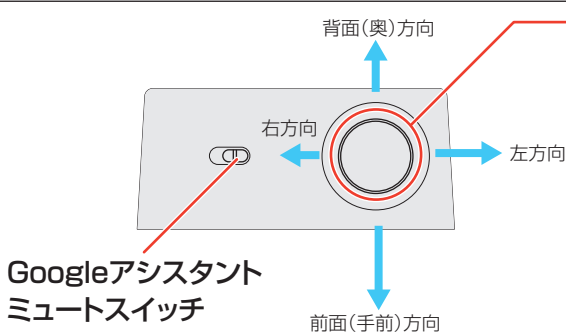 背面(奥)方向
右方向
左方向
Googleアシスタント
ミュートスイッチ
前面(手前)方向